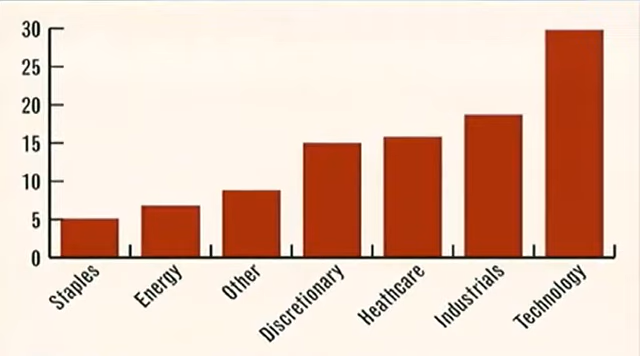 30
25
20
15
10
5
0
Staples
Energy
Other
Discretionary
Heathcare
Industrials
Technology